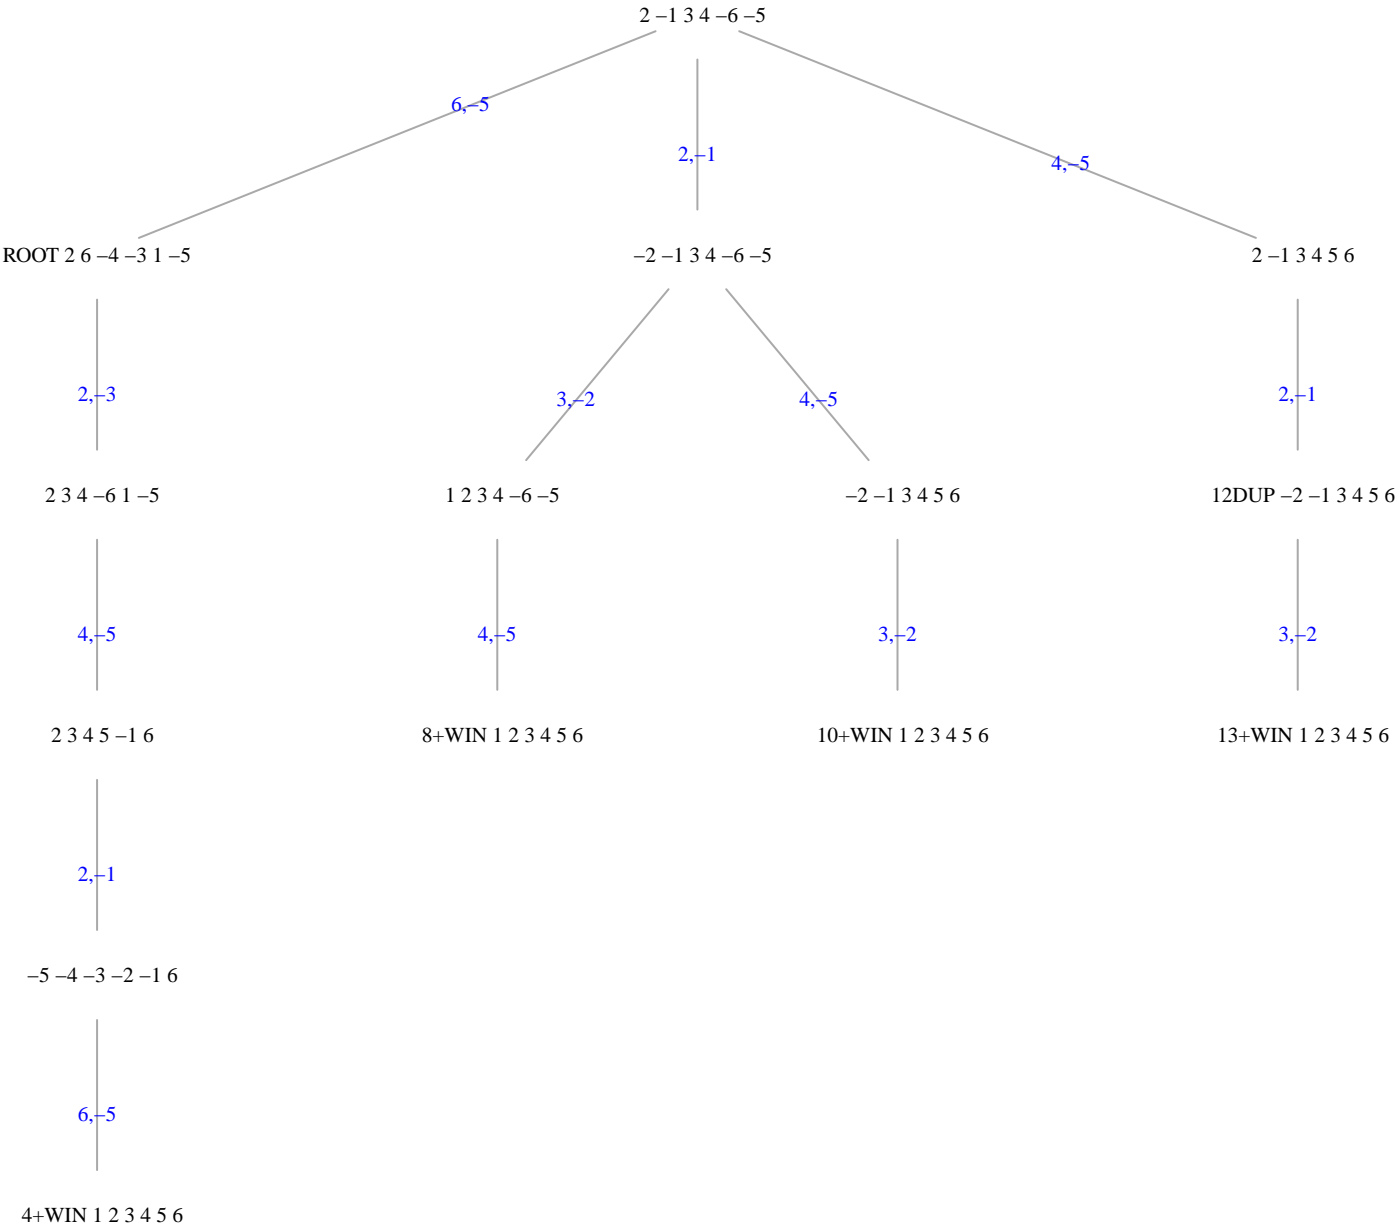 2 –1 3 4 –6 –5
6,–5
2,–1
4,–5
ROOT 2 6 –4 –3 1 –5
–2 –1 3 4 –6 –5
2 –1 3 4 5 6
2,–3
3,–2
4,–5
2,–1
2 3 4 –6 1 –5
1 2 3 4 –6 –5
–2 –1 3 4 5 6
12DUP –2 –1 3 4 5 6
4,–5
4,–5
3,–2
3,–2
2 3 4 5 –1 6
8+WIN 1 2 3 4 5 6
10+WIN 1 2 3 4 5 6
13+WIN 1 2 3 4 5 6
2,–1
–5 –4 –3 –2 –1 6
6,–5
4+WIN 1 2 3 4 5 6